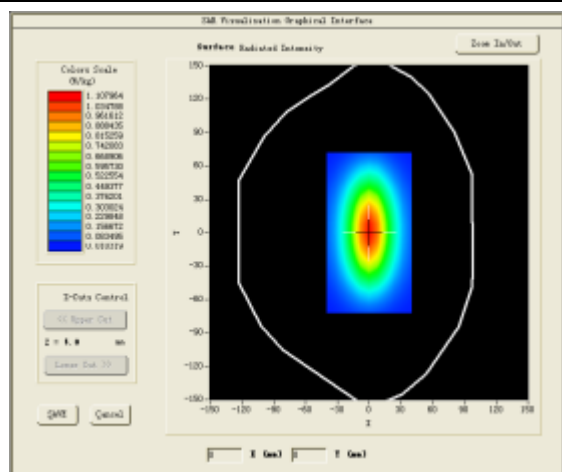 SAR Visualisation Graphical Interface
Surface Radiated Intensity
Zoom In/Out
Colors Scale
(W/kg)
1.107964
1.034788
0.961612
0.888435
0.815259
0.742083
0.668906
0.595730
0.522554
0.449377
0.376201
0.303024
0.229848
0.156672
0.083495
0.010319
150
120
90
60
30
0
-30
-60
-90
-120
-150
Y
-150
-120
-90
-60
-30
0
30
60
90
120
150
X
Z-Cuts Control
<< Upper Cut
Z = 5.0 mm
Lower Cut >>
SAVE
Cancel
0 X (mm) 0 Y (mm)